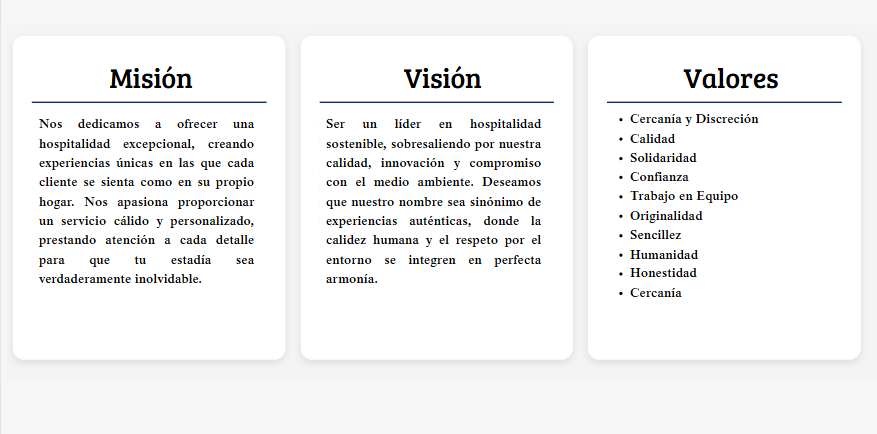 Misión
Nos dedicamos a ofrecer una
hospitalidad excepcional, creando
experiencias únicas en las que cada
cliente se sienta como en su propio
hogar. Nos apasiona proporcionar
un servicio cálido y personalizado,
prestando atención a cada detalle
para que tu estadía sea
verdaderamente inolvidable.
Visión
Ser un líder en hospitalidad
sostenible, sobresaliendo por nuestra
calidad, innovación y compromiso
con el medio ambiente. Deseamos
que nuestro nombre sea sinónimo de
experiencias auténticas, donde la
calidez humana y el respeto por el
entorno se integren en perfecta
armonía.
Valores
• Cercanía y Discreción
• Calidad
• Solidaridad
• Confianza
• Trabajo en Equipo
• Originalidad
• Sencillez
• Humanidad
• Honestidad
• Cercanía